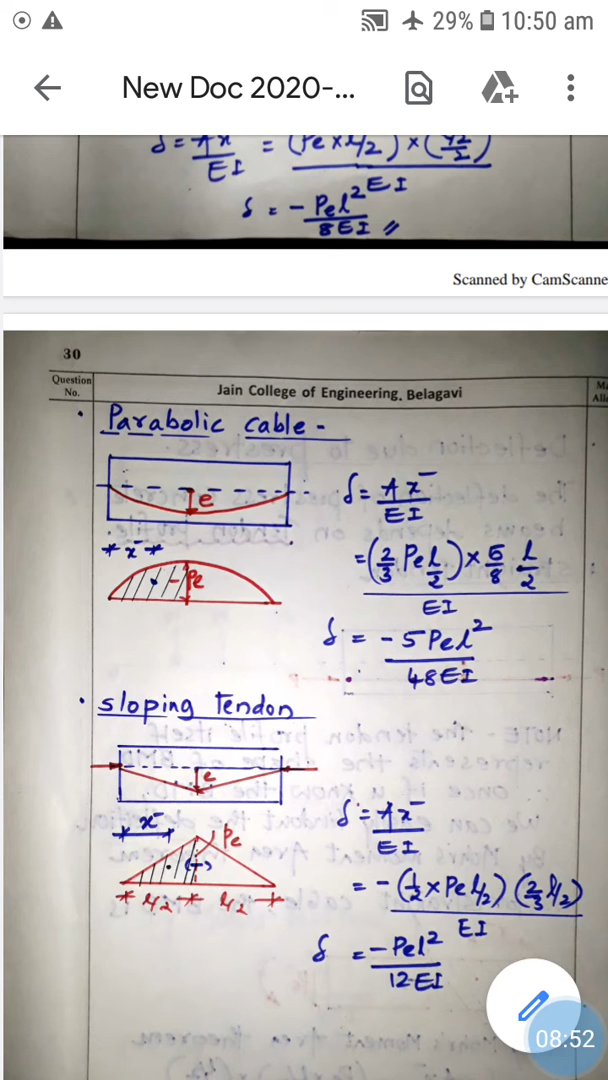 29% 10:50 am
New Doc 2020-...
δ = Ax̄/EI = (Pe x l/2) x (l/2/2)/EI
δ = -Pel²/8EI //
Scanned by CamScanne
30
Question No.
Jain College of Engineering, Belagavi
• Parabolic cable -
e
δ = Ax̄/EI
x̄
= (2/3 Pe l/2) x 5/8 l/2 / EI
-Pe
δ = -5Pel²/48EI
• sloping Tendon
e
δ = Ax̄/EI
x̄
Pe
(-)
= -(1/2 x Pe l/2) (2/3 l/2) / EI
l/2 l/2
δ = -Pel²/12EI
08:52